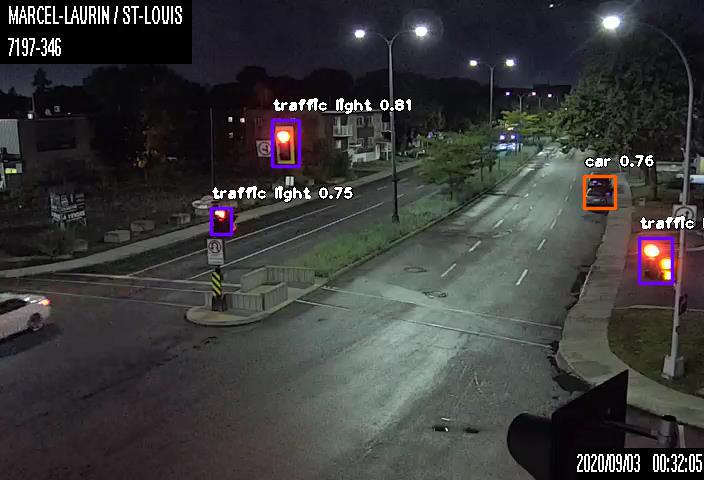 MARCEL-LAURIN / ST-LOUIS
7197-346
traffic light 0.81
car 0.76
traffic light 0.75
traffic
2020/09/03 00:32:05